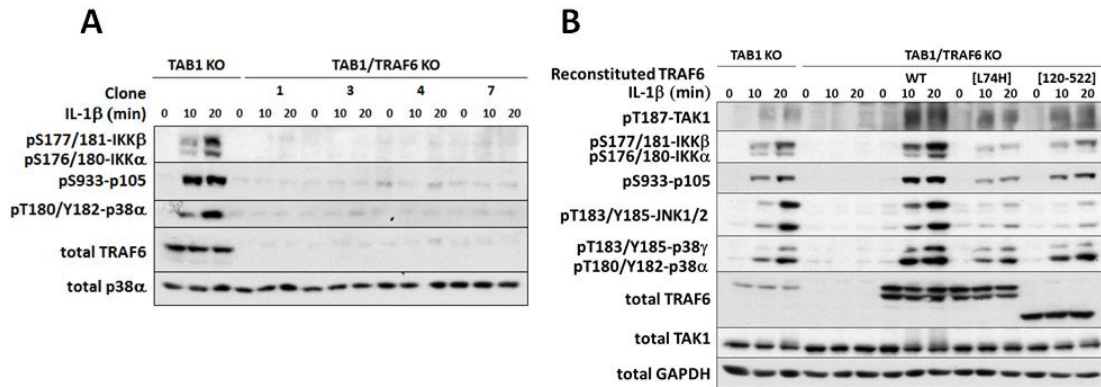 A
TAB1 KO TAB1/TRAF6 KO
Clone 1 3 4 7
IL-1β (min) 0 10 20 0 10 20 0 10 20 0 10 20 0 10 20
pS177/181-IKKβ
pS176/180-IKKα
pS933-p105
pT180/Y182-p38α
total TRAF6
total p38α
B
TAB1 KO TAB1/TRAF6 KO
Reconstituted TRAF6 WT [L74H] [120-522]
IL-1β (min) 0 10 20 0 10 20 0 10 20 0 10 20 0 10 20
pT187-TAK1
pS177/181-IKKβ
pS176/180-IKKα
pS933-p105
pT183/Y185-JNK1/2
pT183/Y185-p38γ
pT180/Y182-p38α
total TRAF6
total TAK1
total GAPDH